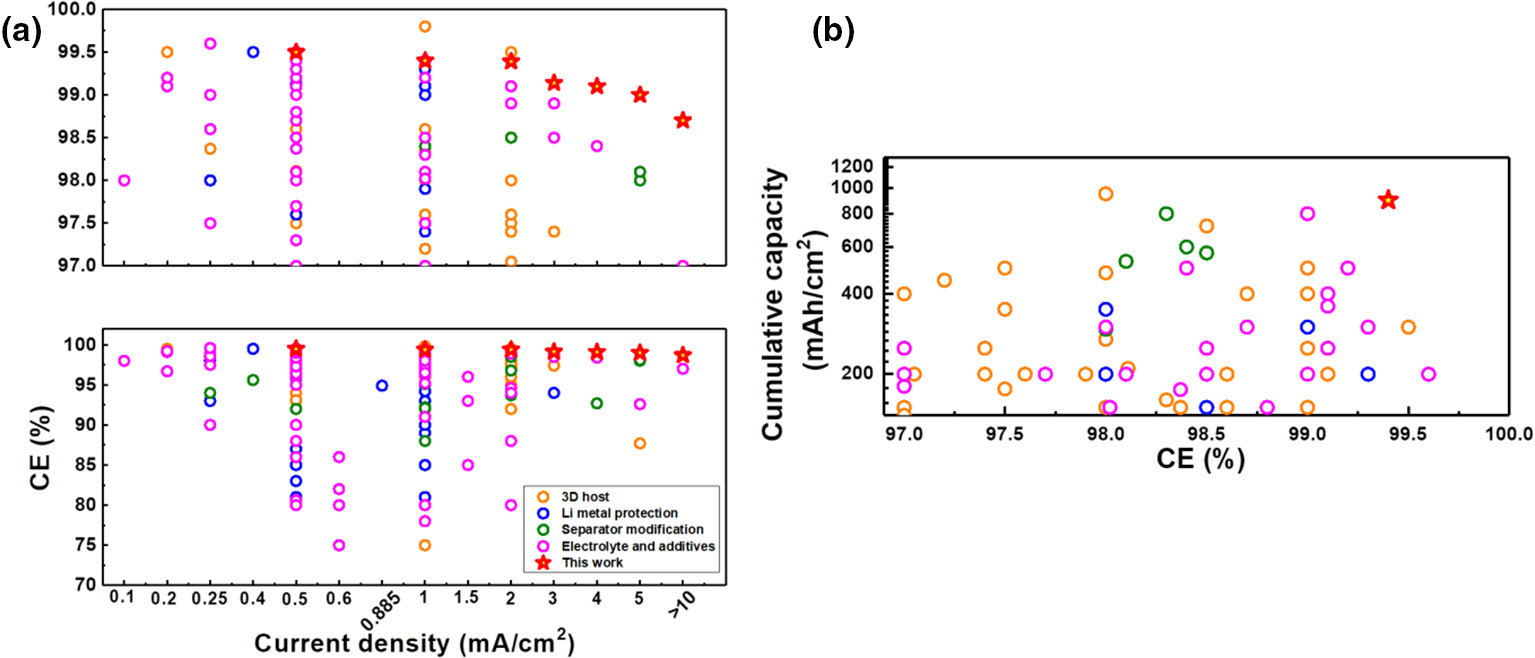 (a)
100.0
99.5
99.0
98.5
98.0
97.5
97.0
100
95
90
85
80
75
70
CE (%)
3D host
Li metal protection
Separator modification
Electrolyte and additives
This work
0.1 0.2 0.25 0.4 0.5 0.6 0.885 1 1.5 2 3 4 5 >10
Current density (mA/cm²)
(b)
Cumulative capacity
(mAh/cm²)
1200
1000
800
600
400
200
97.0 97.5 98.0 98.5 99.0 99.5 100.0
CE (%)